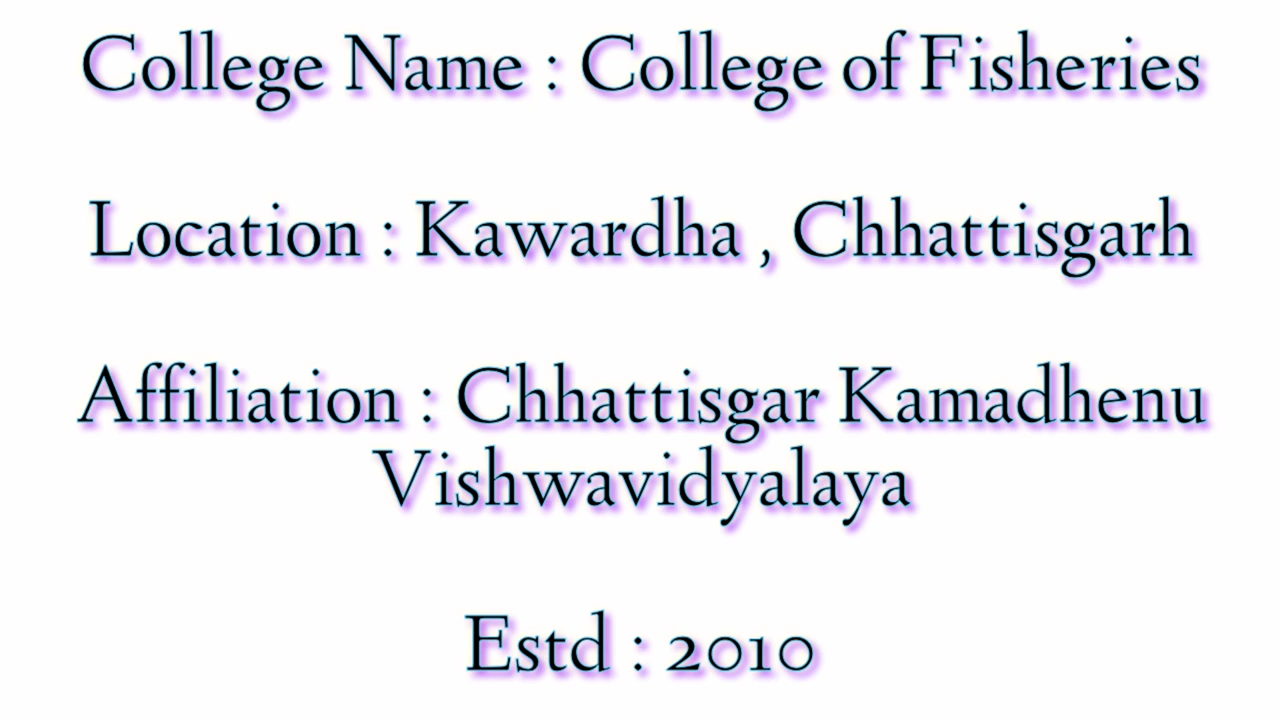 College Name : College of Fisheries
Location : Kawardha , Chhattisgarh
Affiliation : Chhattisgar Kamadhenu
Vishwavidyalaya
Estd : 2010